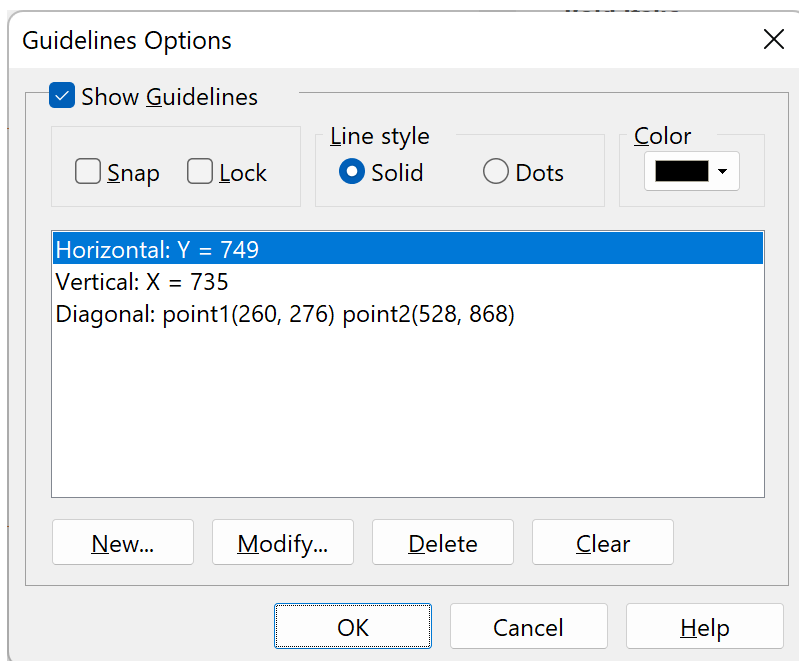 Guidelines Options
Show Guidelines
Snap Lock
Line style
Solid Dots
Color
Horizontal: Y = 749
Vertical: X = 735
Diagonal: point1(260, 276) point2(528, 868)
New... Modify... Delete Clear
OK Cancel Help